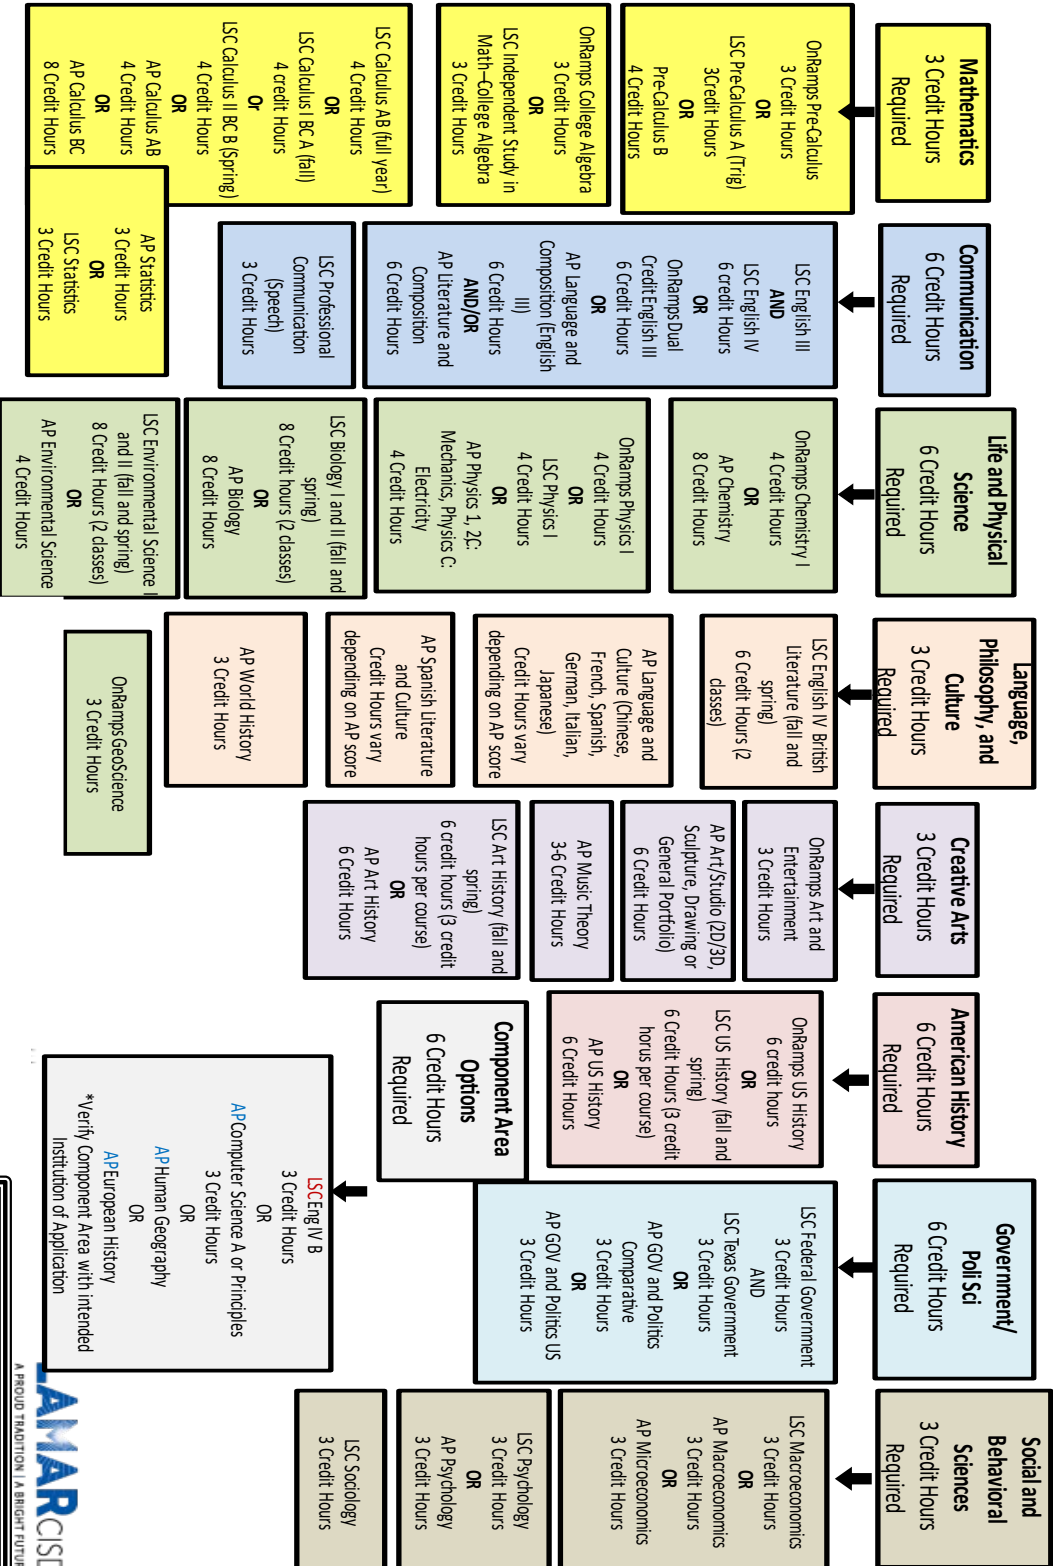 Mathematics
3 Credit Hours
Required
OnRamps Pre-Calculus
3 Credit Hours
OR
LSC Pre-Calculus A (Trig)
3Credit Hours
OR
Pre-Calculus B
4 Credit Hours
OnRamps College Algebra
3 Credit Hours
OR
LSC Independent Study in
Math–College Algebra
3 Credit Hours
LSC Calculus AB (full year)
4 Credit Hours
OR
LSC Calculus I BC A (fall)
4 credit Hours
Or
LSC Calculus II BC B (Spring)
4 Credit Hours
OR
AP Calculus AB
4 Credit Hours
OR
AP Calculus BC
8 Credit Hours
AP Statistics
3 Credit Hours
OR
LSC Statistics
3 Credit Hours
Communication
6 Credit Hours
Required
LSC English III
AND
LSC English IV
6 credit Hours
OR
OnRamps Dual
Credit English III
6 Credit Hours
OR
AP Language and
Composition (English
III)
6 Credit Hours
AND/OR
AP Literature and
Composition
6 Credit Hours
LSC Professional
Communication
(Speech)
3 Credit Hours
Life and Physical
Science
6 Credit Hours
Required
OnRamps Chemistry I
4 Credit Hours
OR
AP Chemistry
8 Credit Hours
OnRamps Physics I
4 Credit Hours
OR
LSC Physics I
4 Credit Hours
OR
AP Physics 1, 2C:
Mechanics, Physics C:
Electricity
4 Credit Hours
LSC Biology I and II (fall and
spring)
8 Credit hours (2 classes)
OR
AP Biology
8 Credit Hours
LSC Environmental Science I
and II (fall and spring)
8 Credit Hours (2 classes)
OR
AP Environmental Science
4 Credit Hours
Language,
Philosophy, and
Culture
3 Credit Hours
Required
LSC English IV British
Literature (fall and
spring)
6 Credit Hours (2
classes)
AP Language and
Culture (Chinese,
French, Spanish,
German, Italian,
Japanese)
Credit Hours vary
depending on AP score
AP Spanish Literature
and Culture
Credit Hours vary
depending on AP score
AP World History
3 Credit Hours
OnRamps GeoScience
3 Credit Hours
Creative Arts
3 Credit Hours
Required
OnRamps Art and
Entertainment
3 Credit Hours
AP Art/Studio (2D/3D,
Sculpture, Drawing or
General Portfolio)
6 Credit Hours
AP Music Theory
3-6 Credit Hours
LSC Art History (fall and
spring)
6 credit hours (3 credit
hours per course)
OR
AP Art History
6 Credit Hours
American History
6 Credit Hours
Required
OnRamps US History
6 credit hours
OR
LSC US History (fall and
spring)
6 Credit Hours (3 credit
horus per course)
OR
AP US History
6 Credit Hours
Component Area
Options
6 Credit Hours
Required
LSC Eng IV B
3 Credit Hours
OR
AP Computer Science A or Principles
3 Credit Hours
OR
AP Human Geography
OR
AP European History
*Verify Component Area with intended
Institution of Application
Government/
Poli Sci
6 Credit Hours
Required
LSC Federal Government
3 Credit Hours
AND
LSC Texas Government
3 Credit Hours
OR
AP GOV and Politics
Comparative
3 Credit Hours
OR
AP GOV and Politics US
3 Credit Hours
Social and
Behavioral
Sciences
3 Credit Hours
Required
LSC Macroeconomics
3 Credit Hours
OR
AP Macroeconomics
3 Credit Hours
OR
AP Microeconomics
3 Credit Hours
LSC Psychology
3 Credit Hours
OR
AP Psychology
3 Credit Hours
LSC Sociology
3 Credit Hours
LAMARCISD
A PROUD TRADITION | A BRIGHT FUTURE